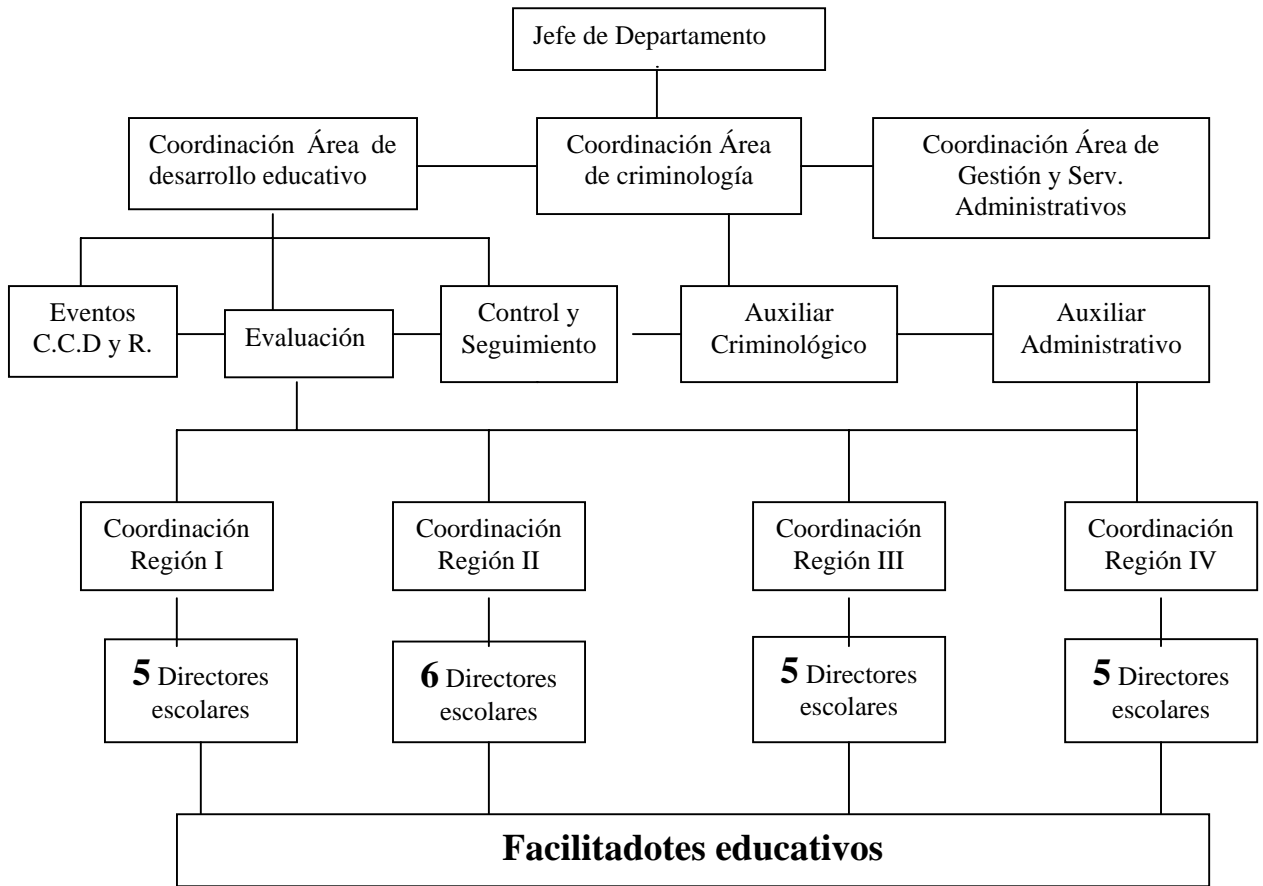 Jefe de Departamento
Coordinación Área de
desarrollo educativo
Coordinación Área
de criminología
Coordinación Área de
Gestión y Serv.
Administrativos
Eventos
C.C.D y R.
Evaluación
Control y
Seguimiento
Auxiliar
Criminológico
Auxiliar
Administrativo
Coordinación
Región I
Coordinación
Región II
Coordinación
Región III
Coordinación
Región IV
5 Directores
escolares
6 Directores
escolares
5 Directores
escolares
5 Directores
escolares
Facilitadotes educativos